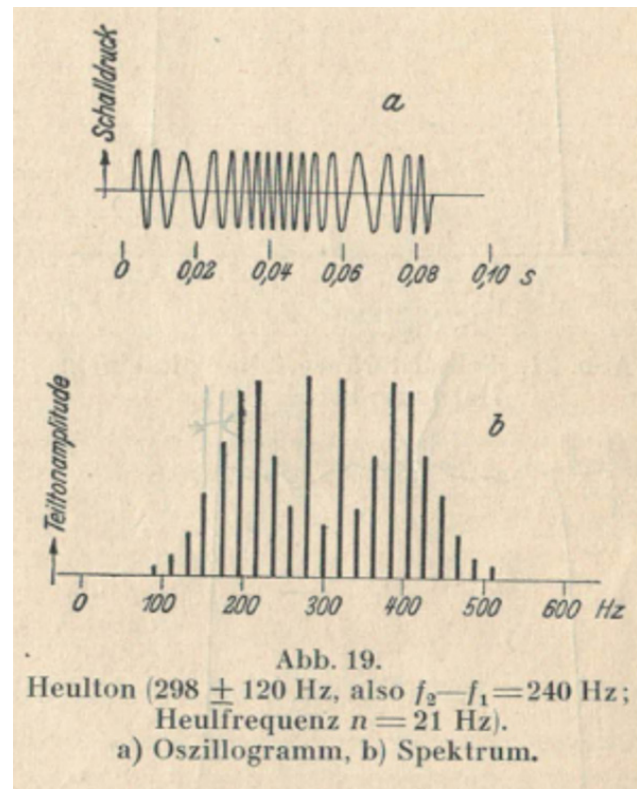 Schalldruck
a
0 0,02 0,04 0,06 0,08 0,10 s
Teiltonamplitude
b
0 100 200 300 400 500 600 Hz
Abb. 19.
Heulton (298 ± 120 Hz, also f₂—f₁=240 Hz;
Heulfrequenz n = 21 Hz).
a) Oszillogramm, b) Spektrum.